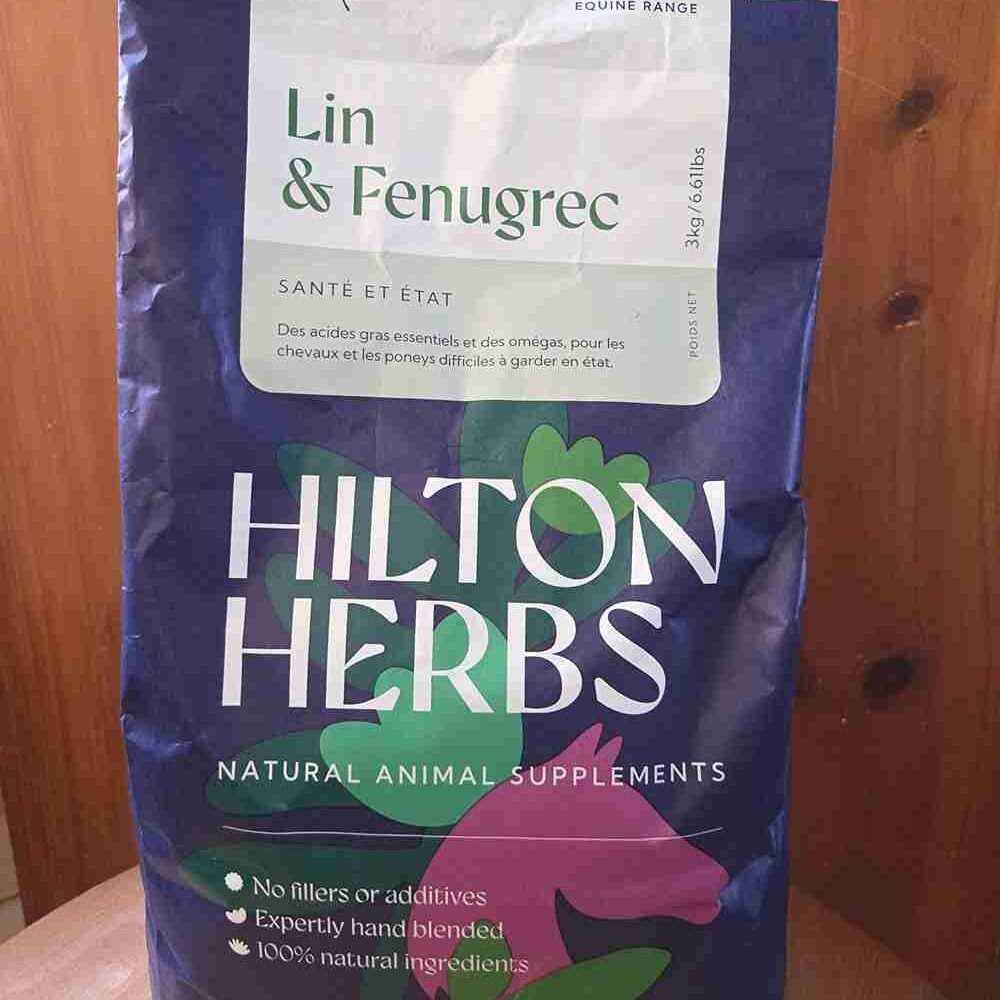 EQUINE RANGE
Lin
& Fenugrec
3kg / 6.61lbs
POIDS NET
SANTÉ ET ÉTAT
Des acides gras essentiels et des omégas, pour les
chevaux et les poneys difficiles à garder en état.
HILTON
HERBS
NATURAL ANIMAL SUPPLEMENTS
No fillers or additives
Expertly hand blended
100% natural ingredients